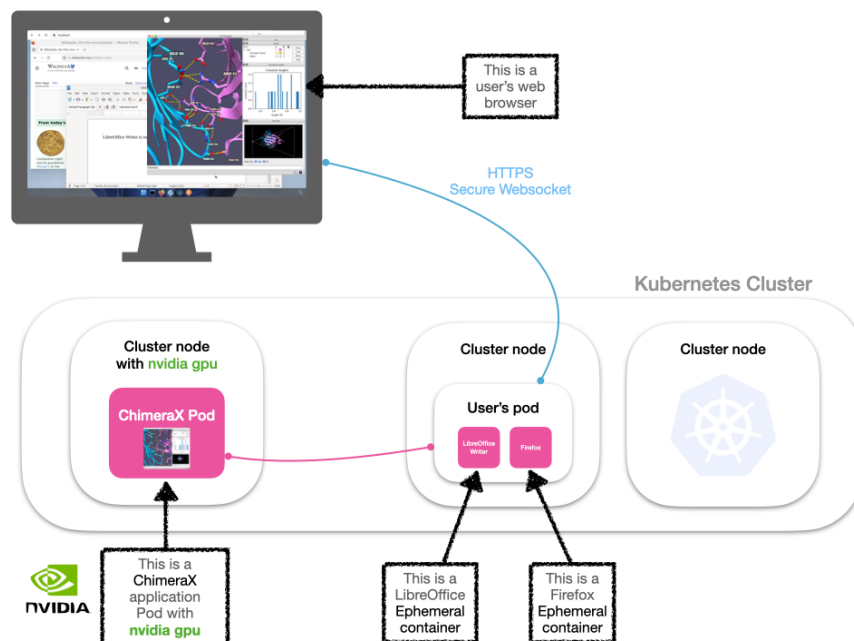 This is a
user's web
browser
HTTPS
Secure Websocket
Kubernetes Cluster
Cluster node
with nvidia gpu
ChimeraX Pod
Cluster node
User's pod
LibreOffice
Writer
Firefox
Cluster node
NVIDIA
This is a
ChimeraX
application
Pod with
nvidia gpu
This is a
LibreOffice
Ephemeral
container
This is a
Firefox
Ephemeral
container